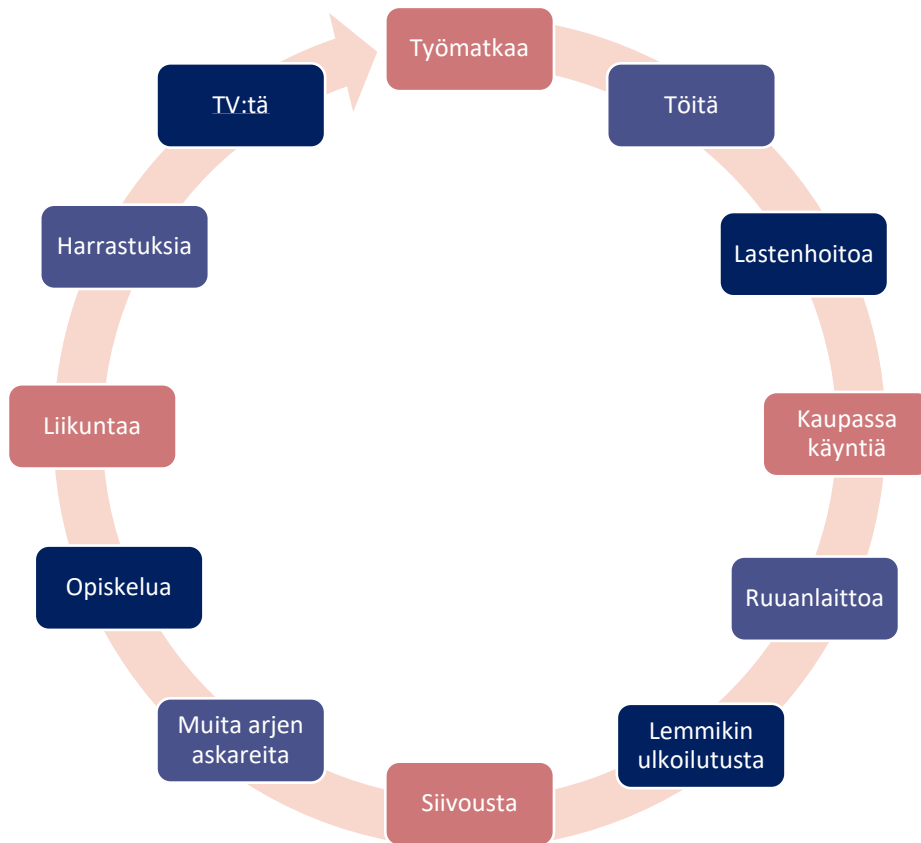 Työmatkaa
Töitä
Lastenhoitoa
Kaupassa
käyntiä
Ruuanlaittoa
Lemmikin
ulkoilutusta
Siivousta
Muita arjen
askareita
Opiskelua
Liikuntaa
Harrastuksia
TV:tä